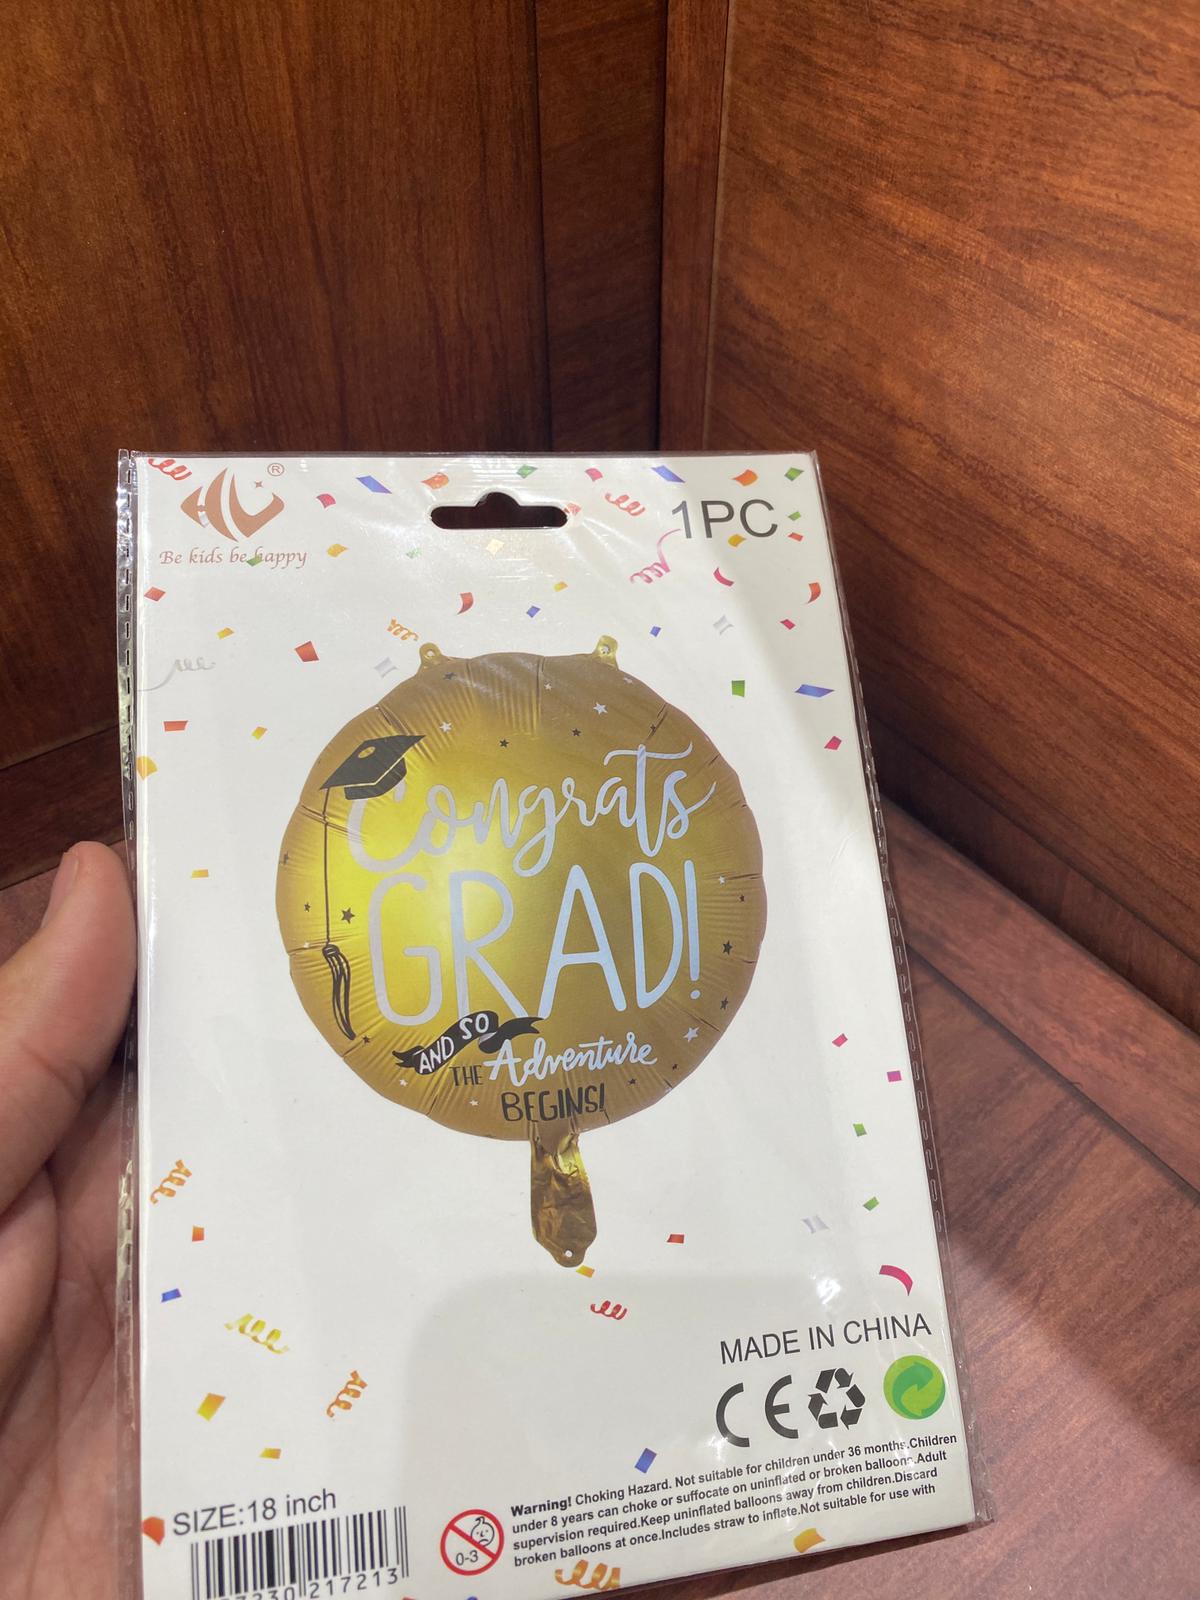 HL ®
Be kids be happy
1PC
Congrats
GRAD!
AND SO
THE Adventure
BEGINS!
MADE IN CHINA
CE
SIZE:18 inch
217213
0-3
Warning! Choking Hazard. Not suitable for children under 36 months.Children
under 8 years can choke or suffocate on uninflated or broken balloons.Adult
supervision required.Keep uninflated balloons away from children.Discard
broken balloons at once.Includes straw to inflate.Not suitable for use with